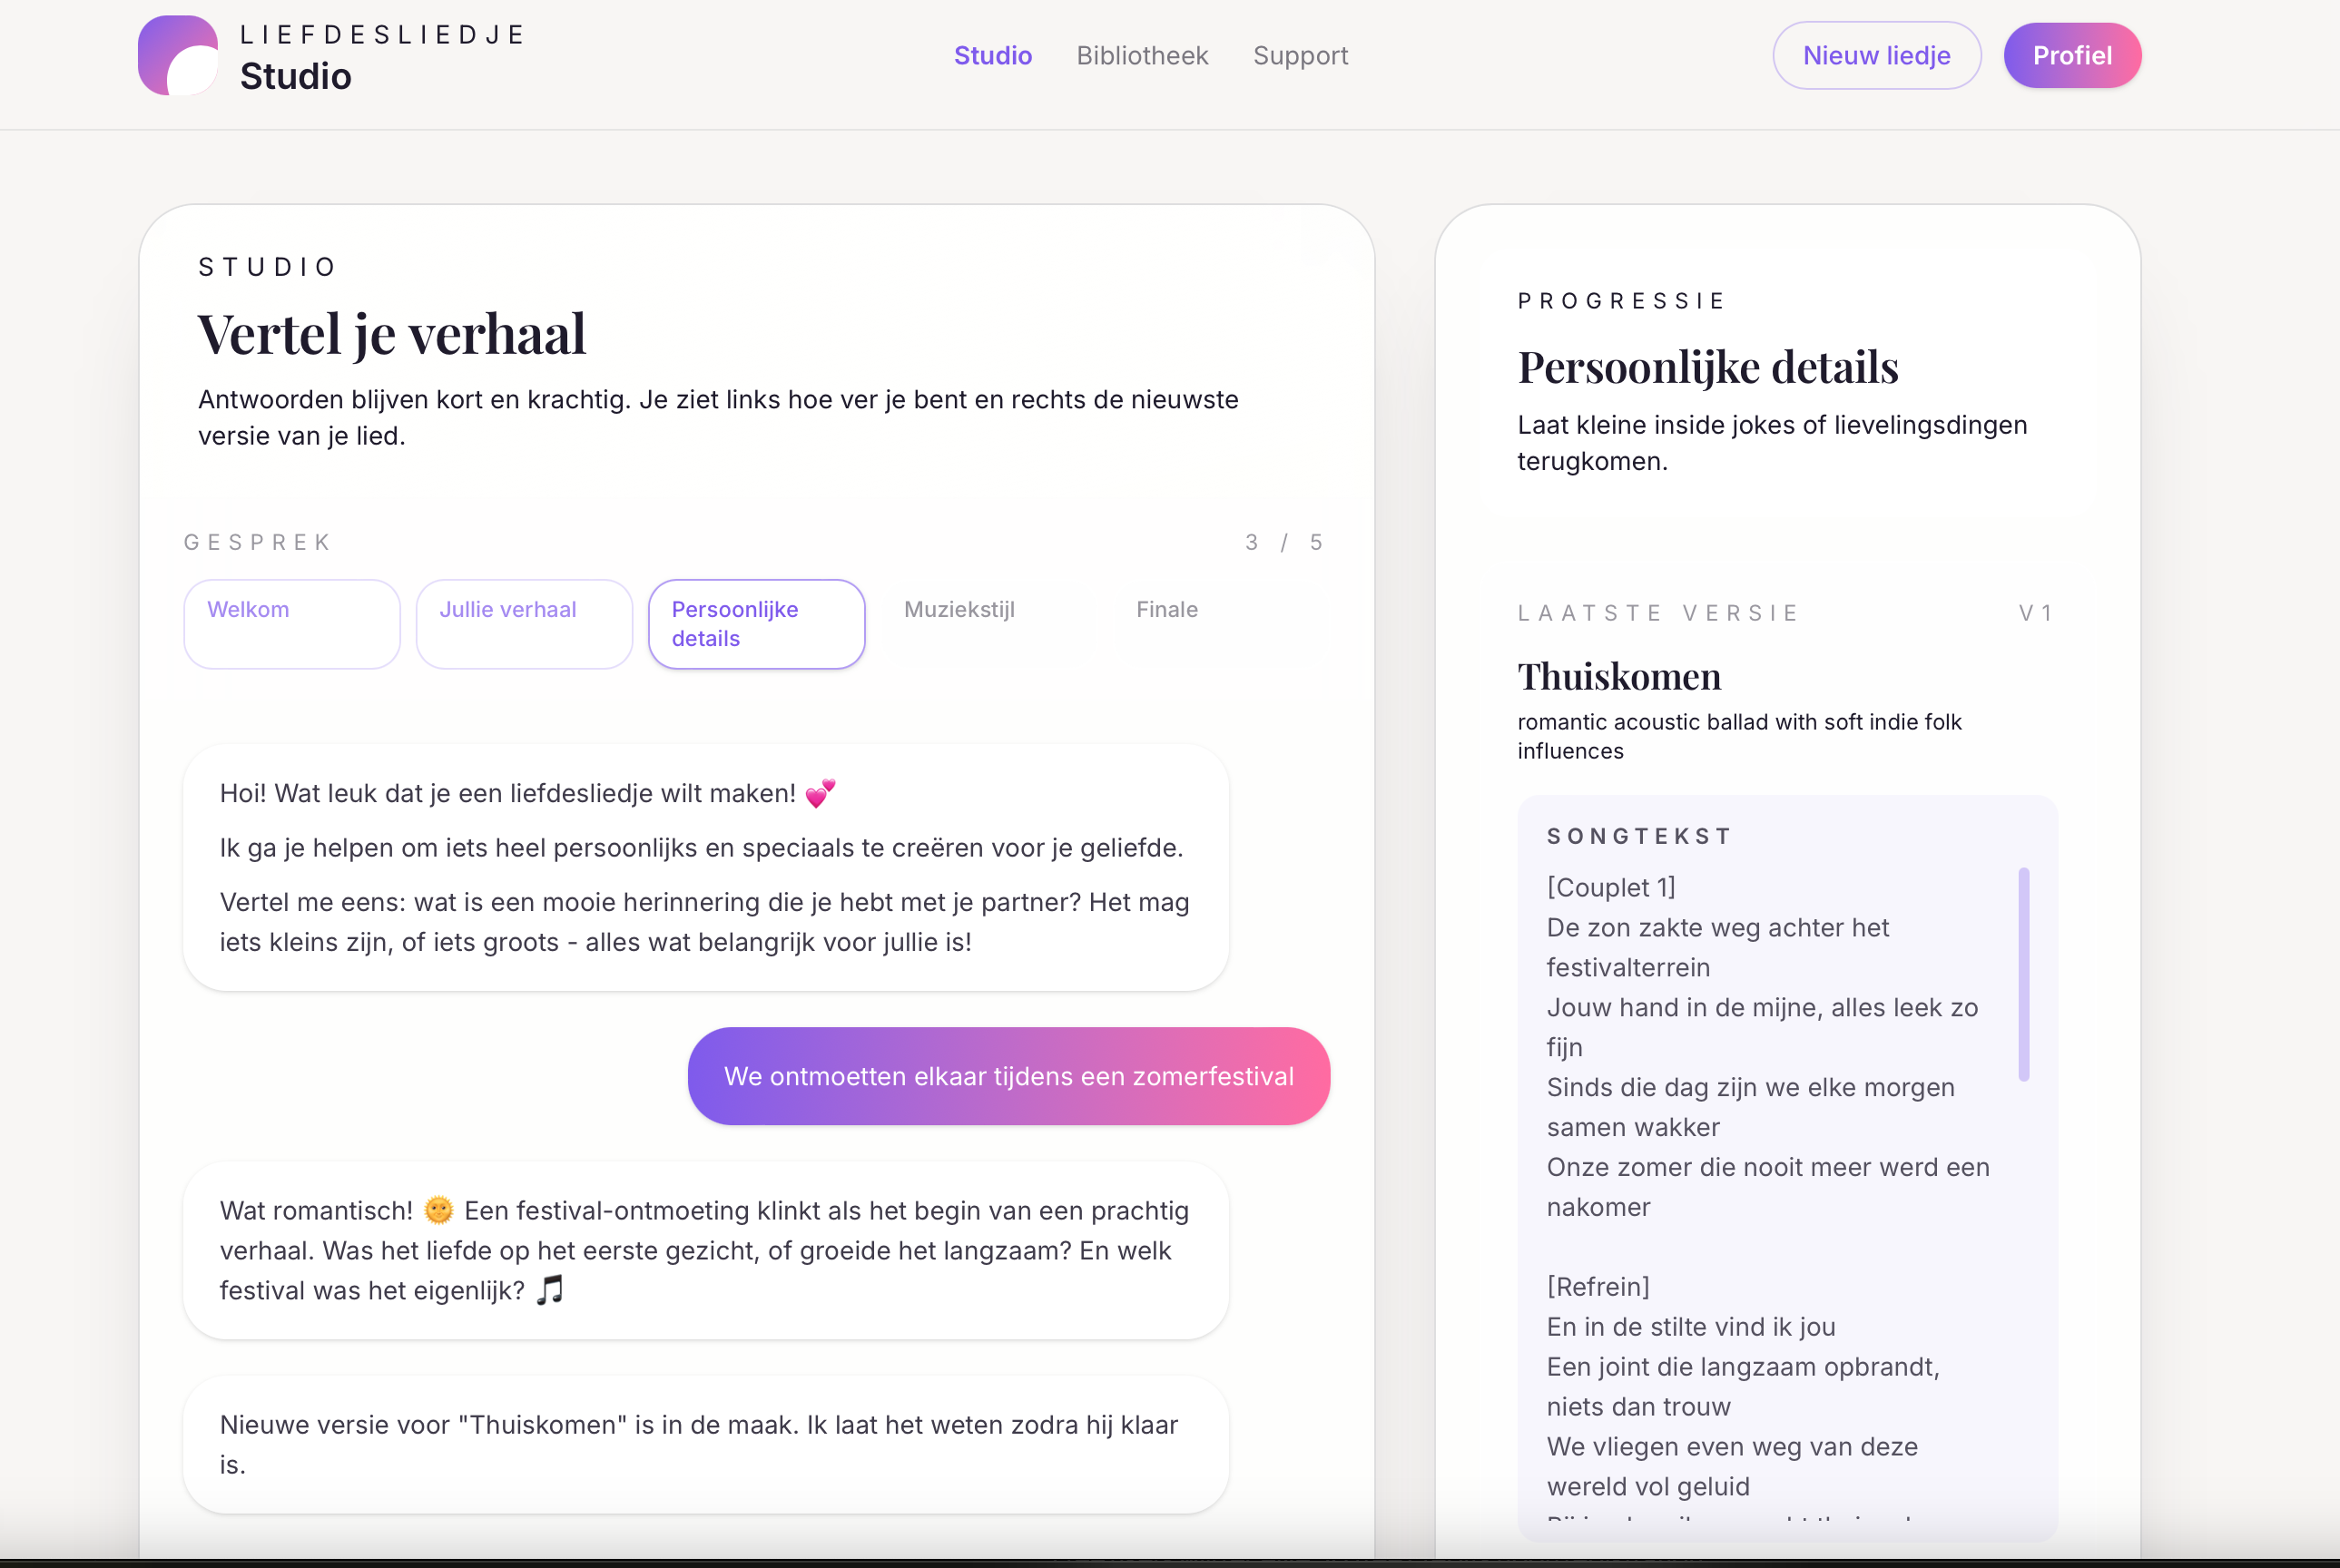 LIEFDESLIEDJE
Studio
Studio
Bibliotheek
Support
Nieuw liedje
Profiel
STUDIO
Vertel je verhaal
Antwoorden blijven kort en krachtig. Je ziet links hoe ver je bent en rechts de nieuwste
versie van je lied.
GESPREK
3 / 5
Welkom
Jullie verhaal
Persoonlijke
details
Muziekstijl
Finale
Hoi! Wat leuk dat je een liefdesliedje wilt maken! 💕
Ik ga je helpen om iets heel persoonlijks en speciaals te creëren voor je geliefde.
Vertel me eens: wat is een mooie herinnering die je hebt met je partner? Het mag
iets kleins zijn, of iets groots - alles wat belangrijk voor jullie is!
We ontmoetten elkaar tijdens een zomerfestival
Wat romantisch! 🌞 Een festival-ontmoeting klinkt als het begin van een prachtig
verhaal. Was het liefde op het eerste gezicht, of groeide het langzaam? En welk
festival was het eigenlijk? 🎵
Nieuwe versie voor "Thuiskomen" is in de maak. Ik laat het weten zodra hij klaar
is.
PROGRESSIE
Persoonlijke details
Laat kleine inside jokes of lievelingsdingen
terugkomen.
LAATSTE VERSIE
V1
Thuiskomen
romantic acoustic ballad with soft indie folk
influences
SONGTEKST
[Couplet 1]
De zon zakte weg achter het
festivalterrein
Jouw hand in de mijne, alles leek zo
fijn
Sinds die dag zijn we elke morgen
samen wakker
Onze zomer die nooit meer werd een
nakomer
[Refrein]
En in de stilte vind ik jou
Een joint die langzaam opbrandt,
niets dan trouw
We vliegen even weg van deze
wereld vol geluid